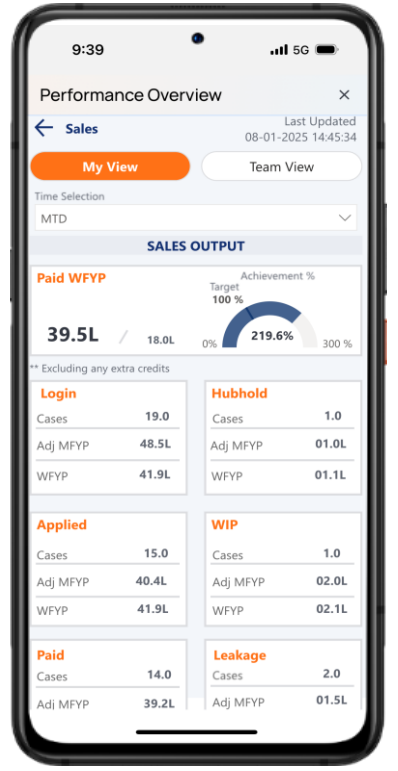 9:39
5G
Performance Overview
Sales
Last Updated
08-01-2025 14:45:34
My View
Team View
Time Selection
MTD
SALES OUTPUT
Paid WFYP
Achievement %
Target
100 %
39.5L / 18.0L
0%
219.6%
300 %
** Excluding any extra credits
Login
Cases 19.0
Adj MFYP 48.5L
WFYP 41.9L
Hubhold
Cases 1.0
Adj MFYP 01.0L
WFYP 01.1L
Applied
Cases 15.0
Adj MFYP 40.4L
WFYP 41.9L
WIP
Cases 1.0
Adj MFYP 02.0L
WFYP 02.1L
Paid
Cases 14.0
Adj MFYP 39.2L
Leakage
Cases 2.0
Adj MFYP 01.5L